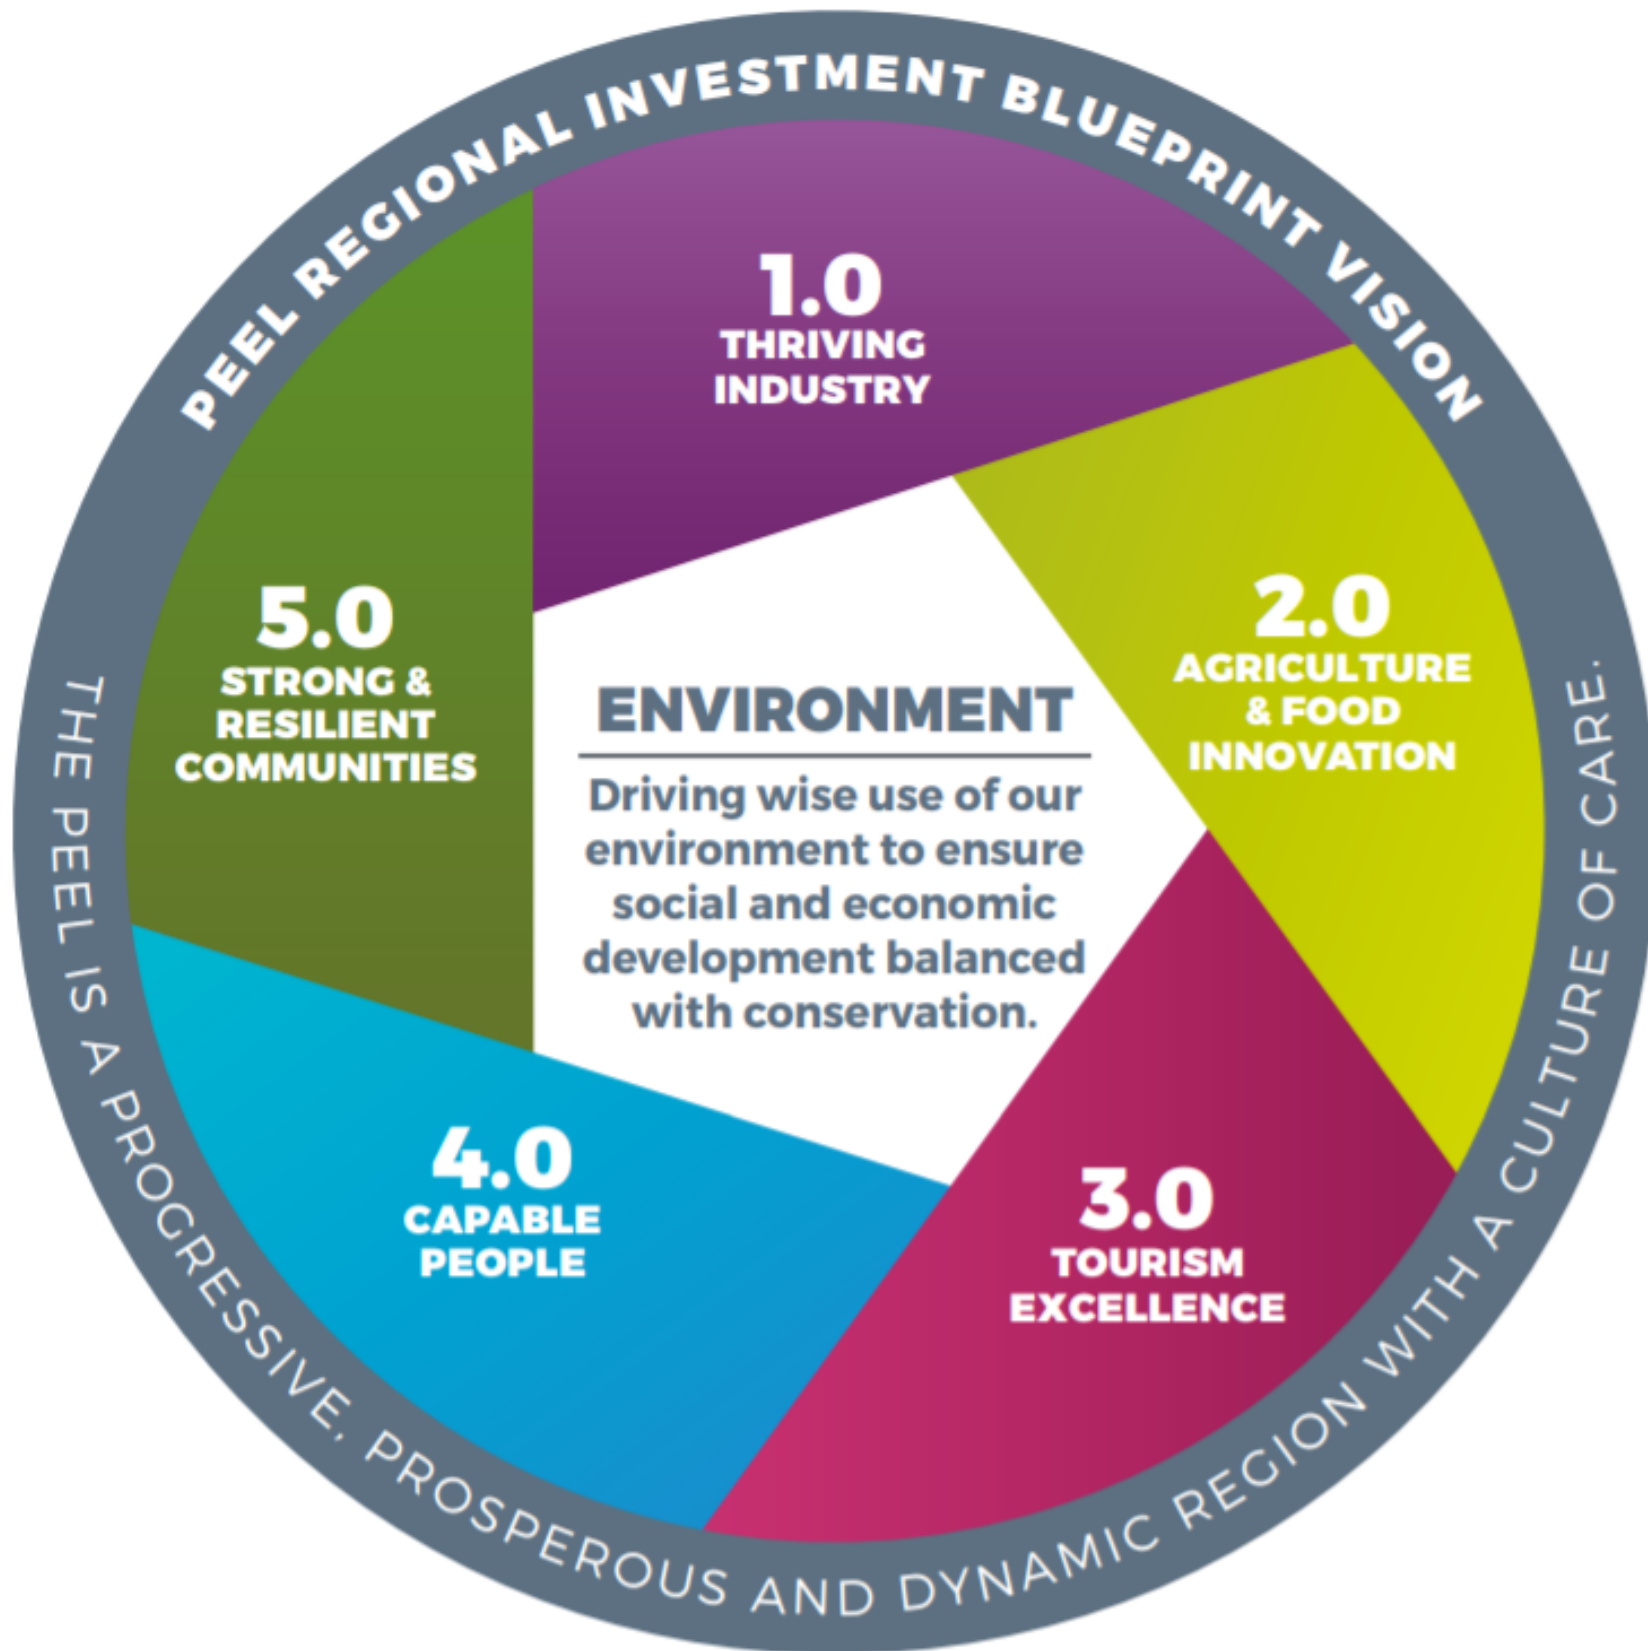 PEEL REGIONAL INVESTMENT BLUEPRINT VISION
1.0
THRIVING
INDUSTRY
2.0
AGRICULTURE
& FOOD
INNOVATION
3.0
TOURISM
EXCELLENCE
4.0
CAPABLE
PEOPLE
5.0
STRONG &
RESILIENT
COMMUNITIES
ENVIRONMENT
Driving wise use of our
environment to ensure
social and economic
development balanced
with conservation.
THE PEEL IS A PROGRESSIVE, PROSPEROUS AND DYNAMIC REGION WITH A CULTURE OF CARE.